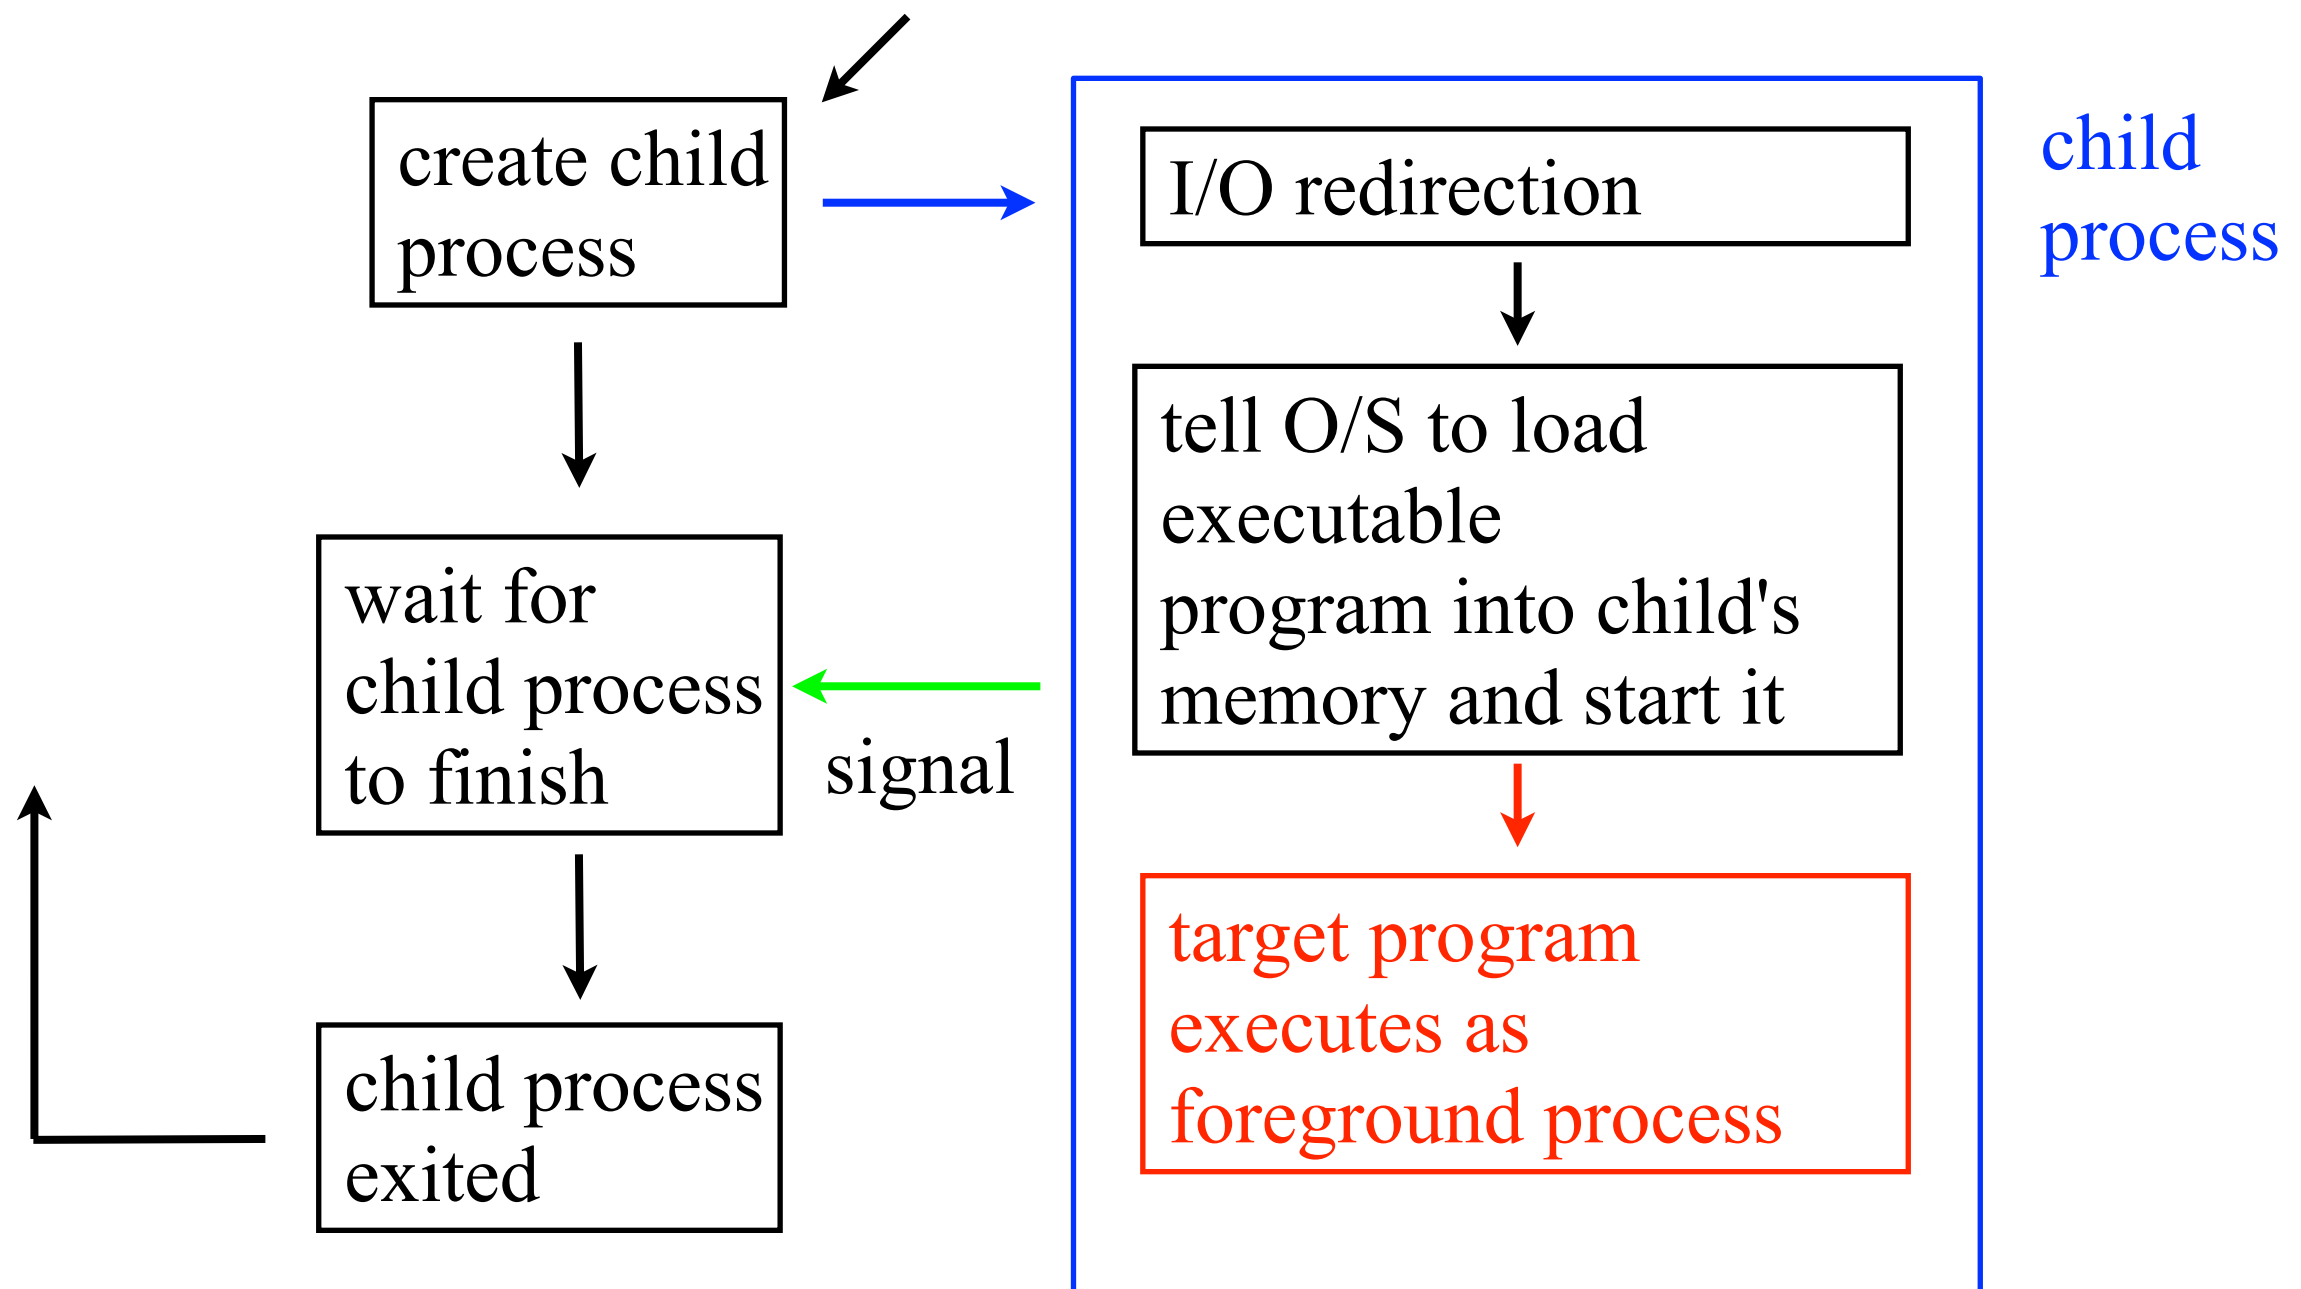 create child
process
wait for
child process
to finish
child process
exited
signal
I/O redirection
tell O/S to load
executable
program into child's
memory and start it
target program
executes as
foreground process
child
process